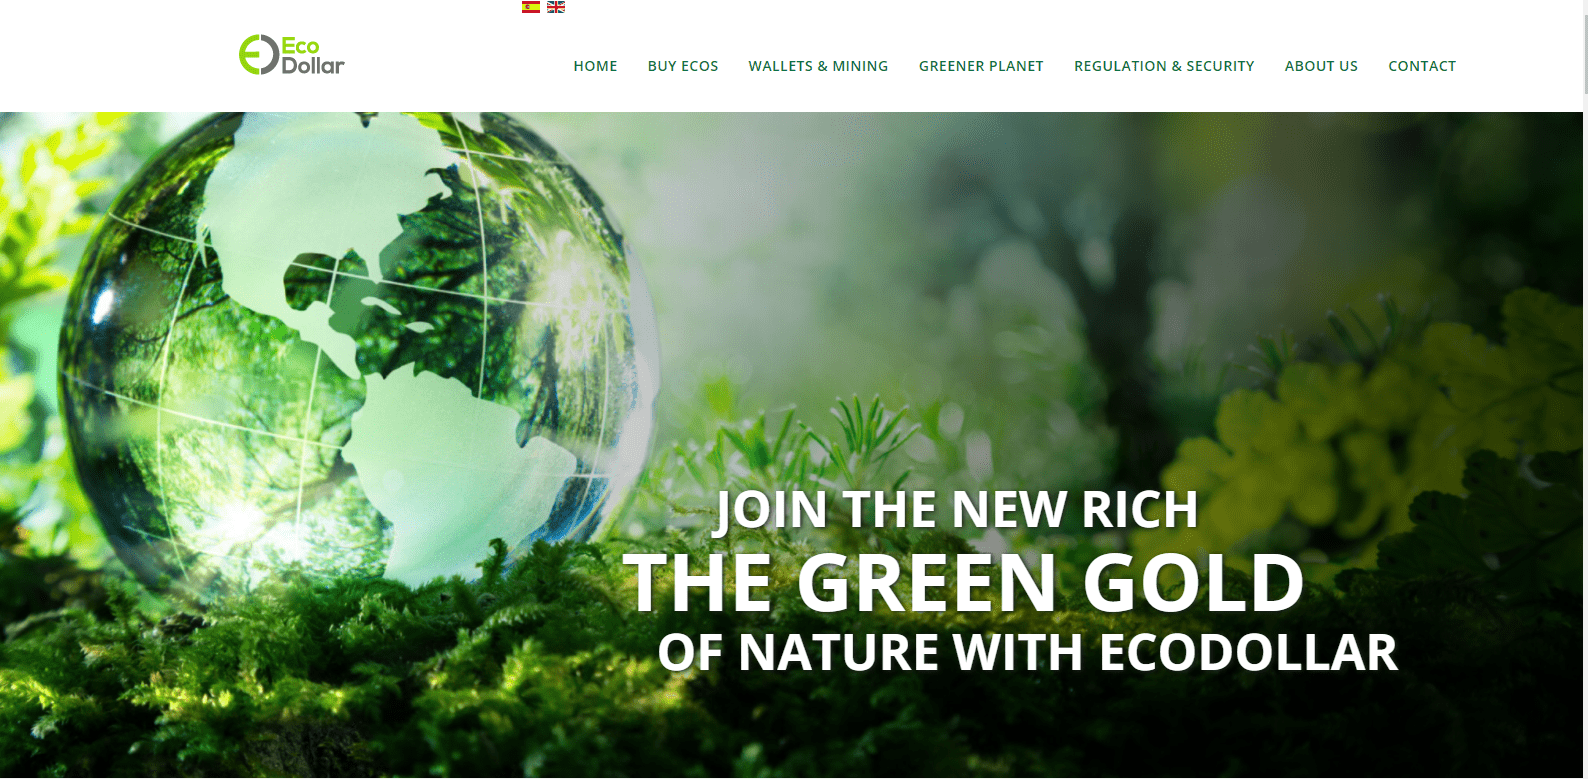 Eco
Dollar
HOME BUY ECOS WALLETS & MINING GREENER PLANET REGULATION & SECURITY ABOUT US CONTACT
JOIN THE NEW RICH
THE GREEN GOLD
OF NATURE WITH ECODOLLAR